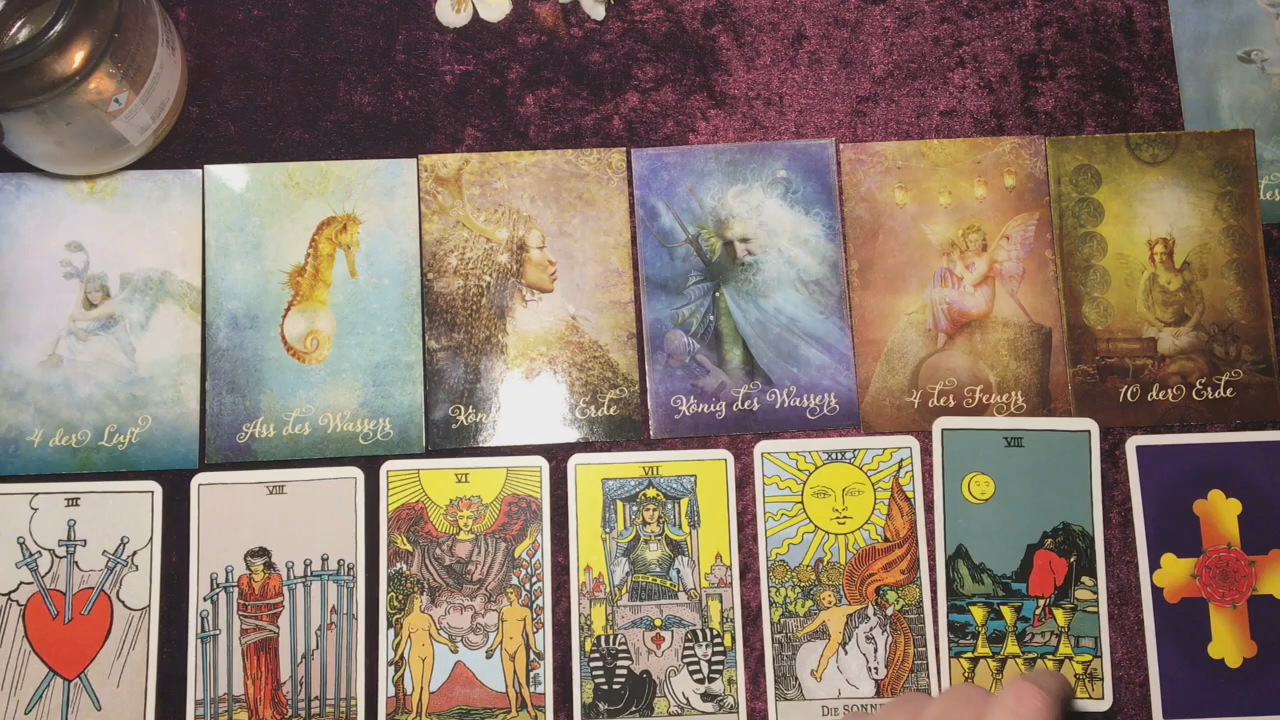 4 der Luft
Ass des Wassers
Erde
König des Wassers
4 des Feuers
10 der Erde
III
VIII
VI
VII
XIX
VIII
DIE SONNE